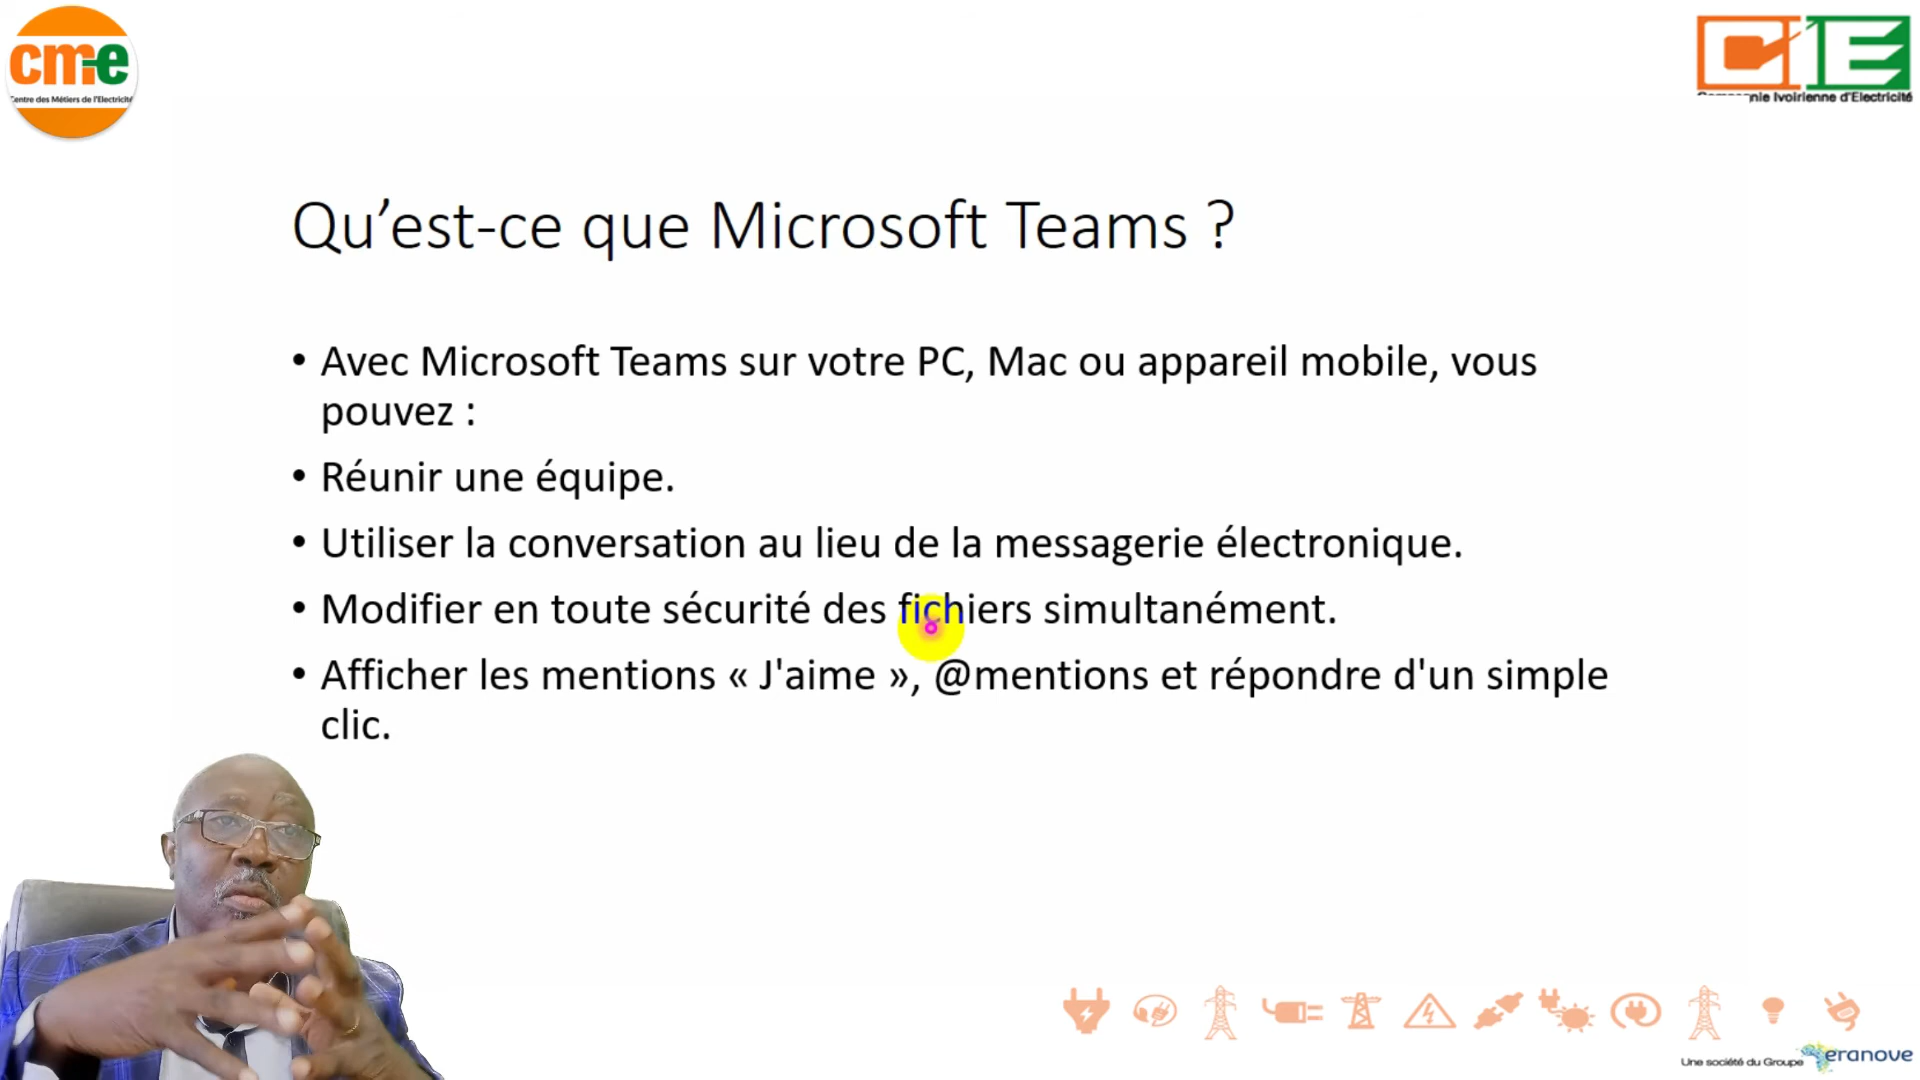 cme
Centre des Métiers de l'Electricité
CIE
Compagnie Ivoirienne d'Electricité
Qu’est-ce que Microsoft Teams ?
• Avec Microsoft Teams sur votre PC, Mac ou appareil mobile, vous
pouvez :
• Réunir une équipe.
• Utiliser la conversation au lieu de la messagerie électronique.
• Modifier en toute sécurité des fichiers simultanément.
• Afficher les mentions « J'aime », @mentions et répondre d'un simple
clic.
Une société du Groupe eranove